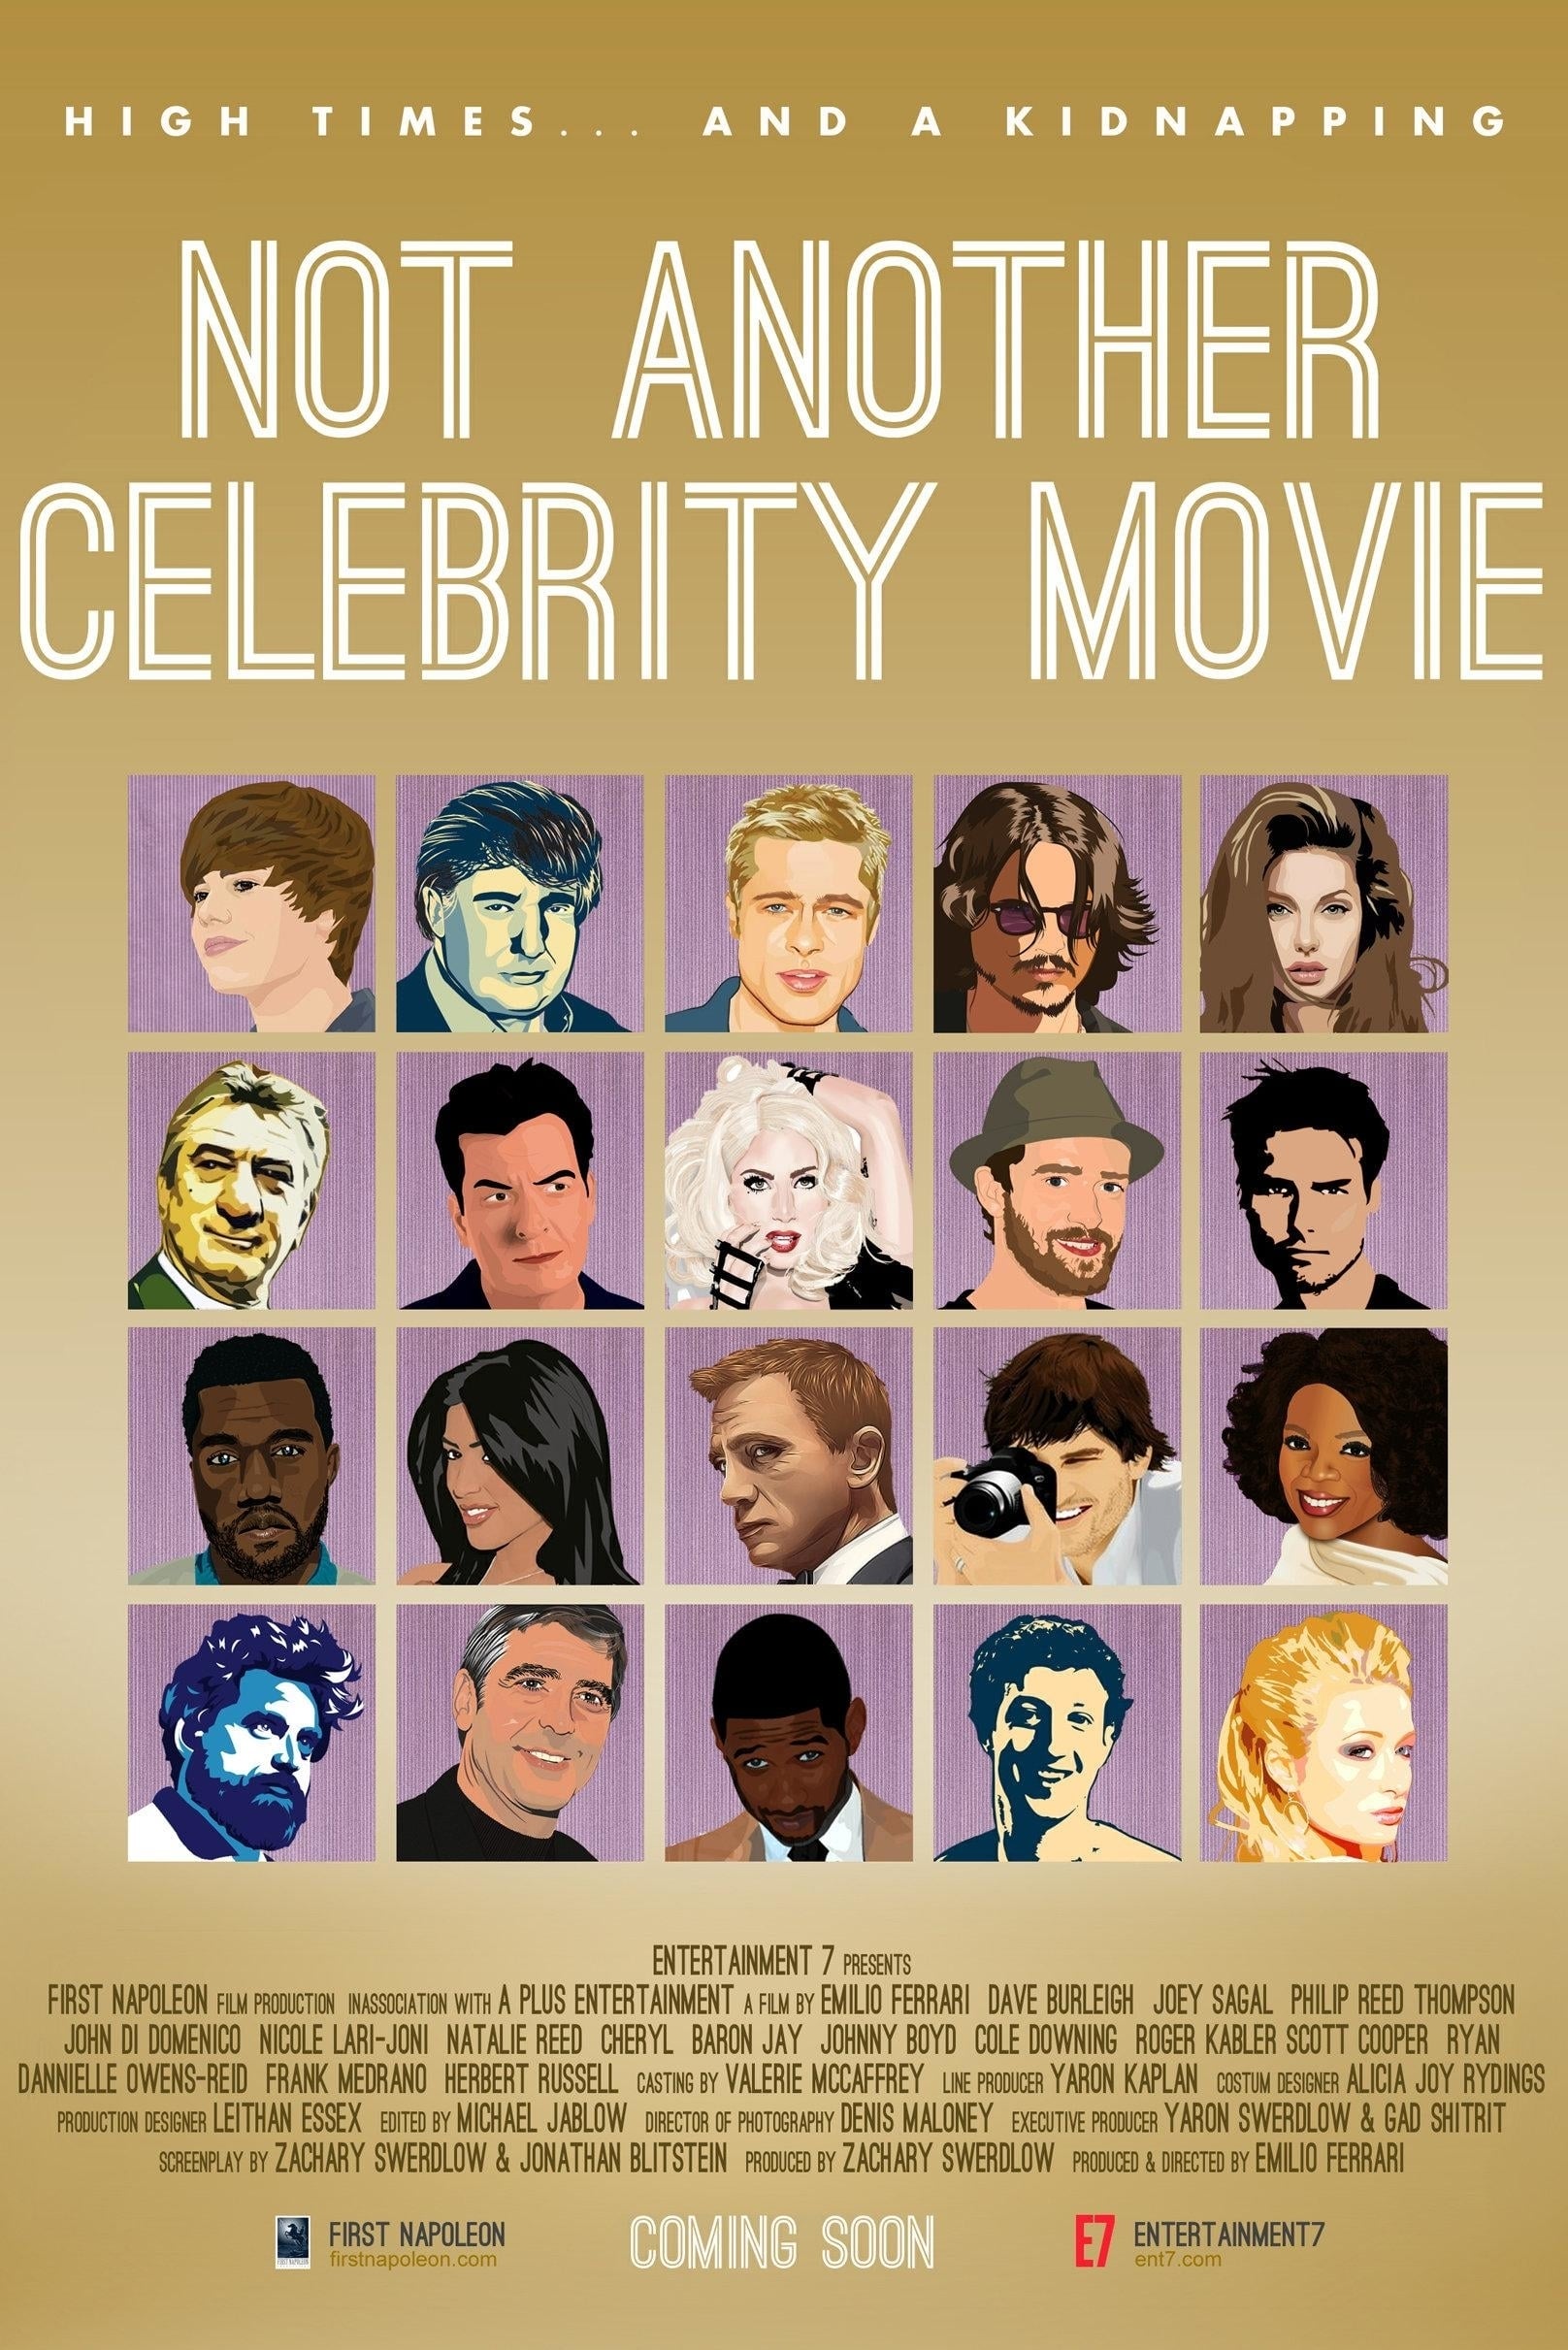 HIGH TIMES... AND A KIDNAPPING
NOT ANOTHER
CELEBRITY MOVIE
ENTERTAINMENT 7 PRESENTS
FIRST NAPOLEON FILM PRODUCTION INASSOCIATION WITH A PLUS ENTERTAINMENT A FILM BY EMILIO FERRARI DAVE BURLEIGH JOEY SAGAL PHILIP REED THOMPSON
JOHN DI DOMENICO NICOLE LARI-JONI NATALIE REED CHERYL BARON JAY JOHNNY BOYD COLE DOWNING ROGER KABLER SCOTT COOPER RYAN
DANNIELLE OWENS-REID FRANK MEDRANO HERBERT RUSSELL CASTING BY VALERIE MCCAFFREY LINE PRODUCER YARON KAPLAN COSTUM DESIGNER ALICIA JOY RYDINGS
PRODUCTION DESIGNER LEITHAN ESSEX EDITED BY MICHAEL JABLOW DIRECTOR OF PHOTOGRAPHY DENIS MALONEY EXECUTIVE PRODUCER YARON SWERDLOW & GAD SHITRIT
SCREENPLAY BY ZACHARY SWERDLOW & JONATHAN BLITSTEIN PRODUCED BY ZACHARY SWERDLOW PRODUCED & DIRECTED BY EMILIO FERRARI
FIRST NAPOLEON
firstnapoleon.com
FIRST NAPOLEON
COMING SOON
E7
ENTERTAINMENT7
ent7.com